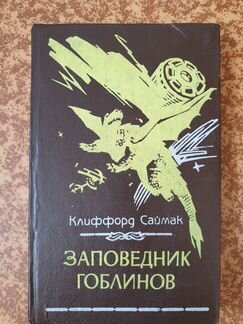 Клиффорд Саймак
ЗАПОВЕДНИК
ГОБЛИНОВ